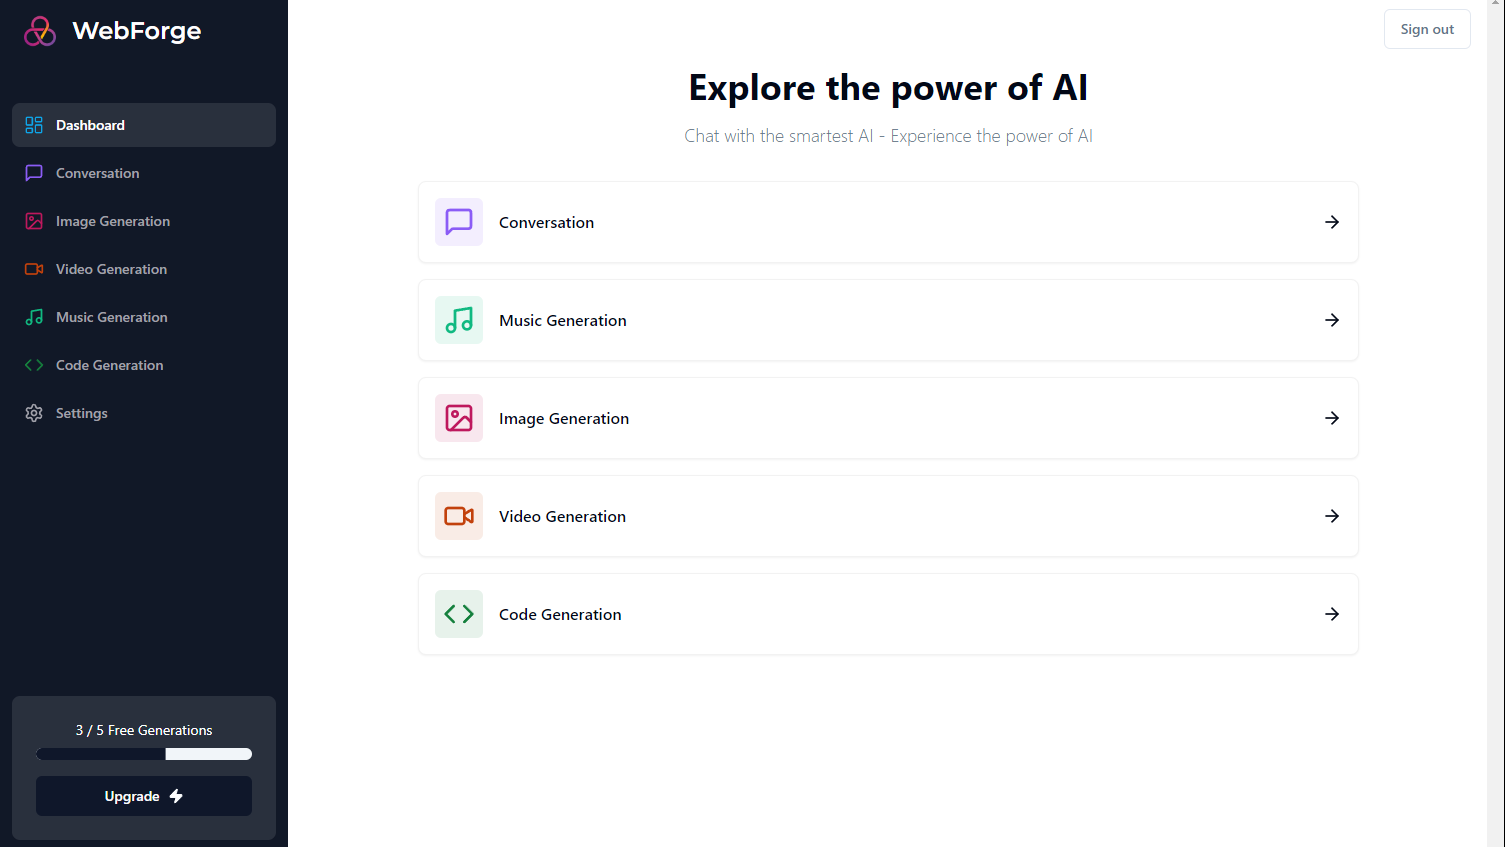 WebForge
Dashboard
Conversation
Image Generation
Video Generation
Music Generation
Code Generation
Settings
3 / 5 Free Generations
Upgrade
Sign out
Explore the power of AI
Chat with the smartest AI - Experience the power of AI
Conversation
Music Generation
Image Generation
Video Generation
Code Generation